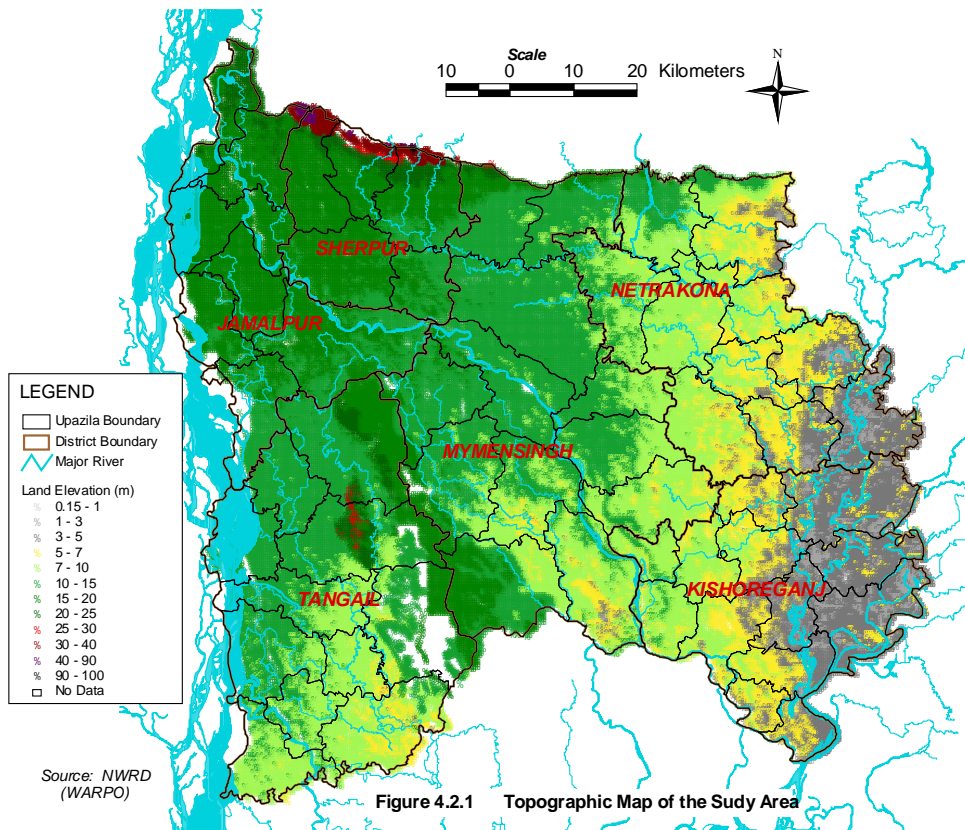 Scale
10 0 10 20 Kilometers
N
SHERPUR
NETRAKONA
JAMALPUR
MYMENSINGH
KISHOREGANJ
TANGAIL
LEGEND
Upazila Boundary
District Boundary
Major River
Land Elevation (m)
% 0.15 - 1
% 1 - 3
% 3 - 5
% 5 - 7
% 7 - 10
% 10 - 15
% 15 - 20
% 20 - 25
% 25 - 30
% 30 - 40
% 40 - 90
% 90 - 100
No Data
Source: NWRD
(WARPO)
Figure 4.2.1 Topographic Map of the Sudy Area